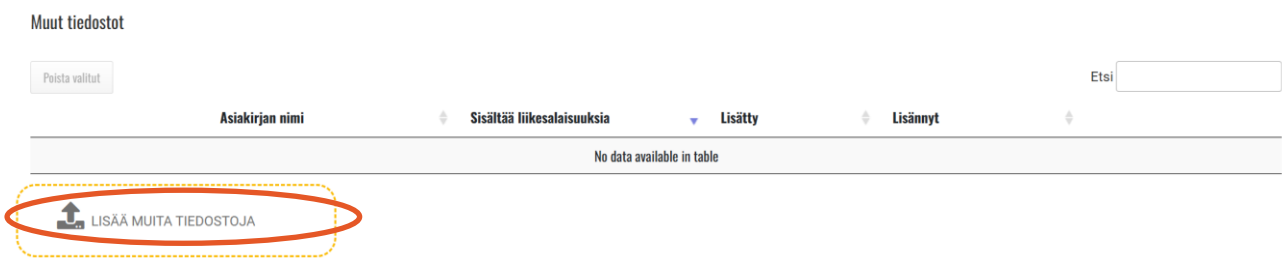 Muut tiedostot
Poista valitut
Etsi
Asiakirjan nimi Sisältää liikesalaisuuksia Lisätty Lisännyt
No data available in table
LISÄÄ MUITA TIEDOSTOJA